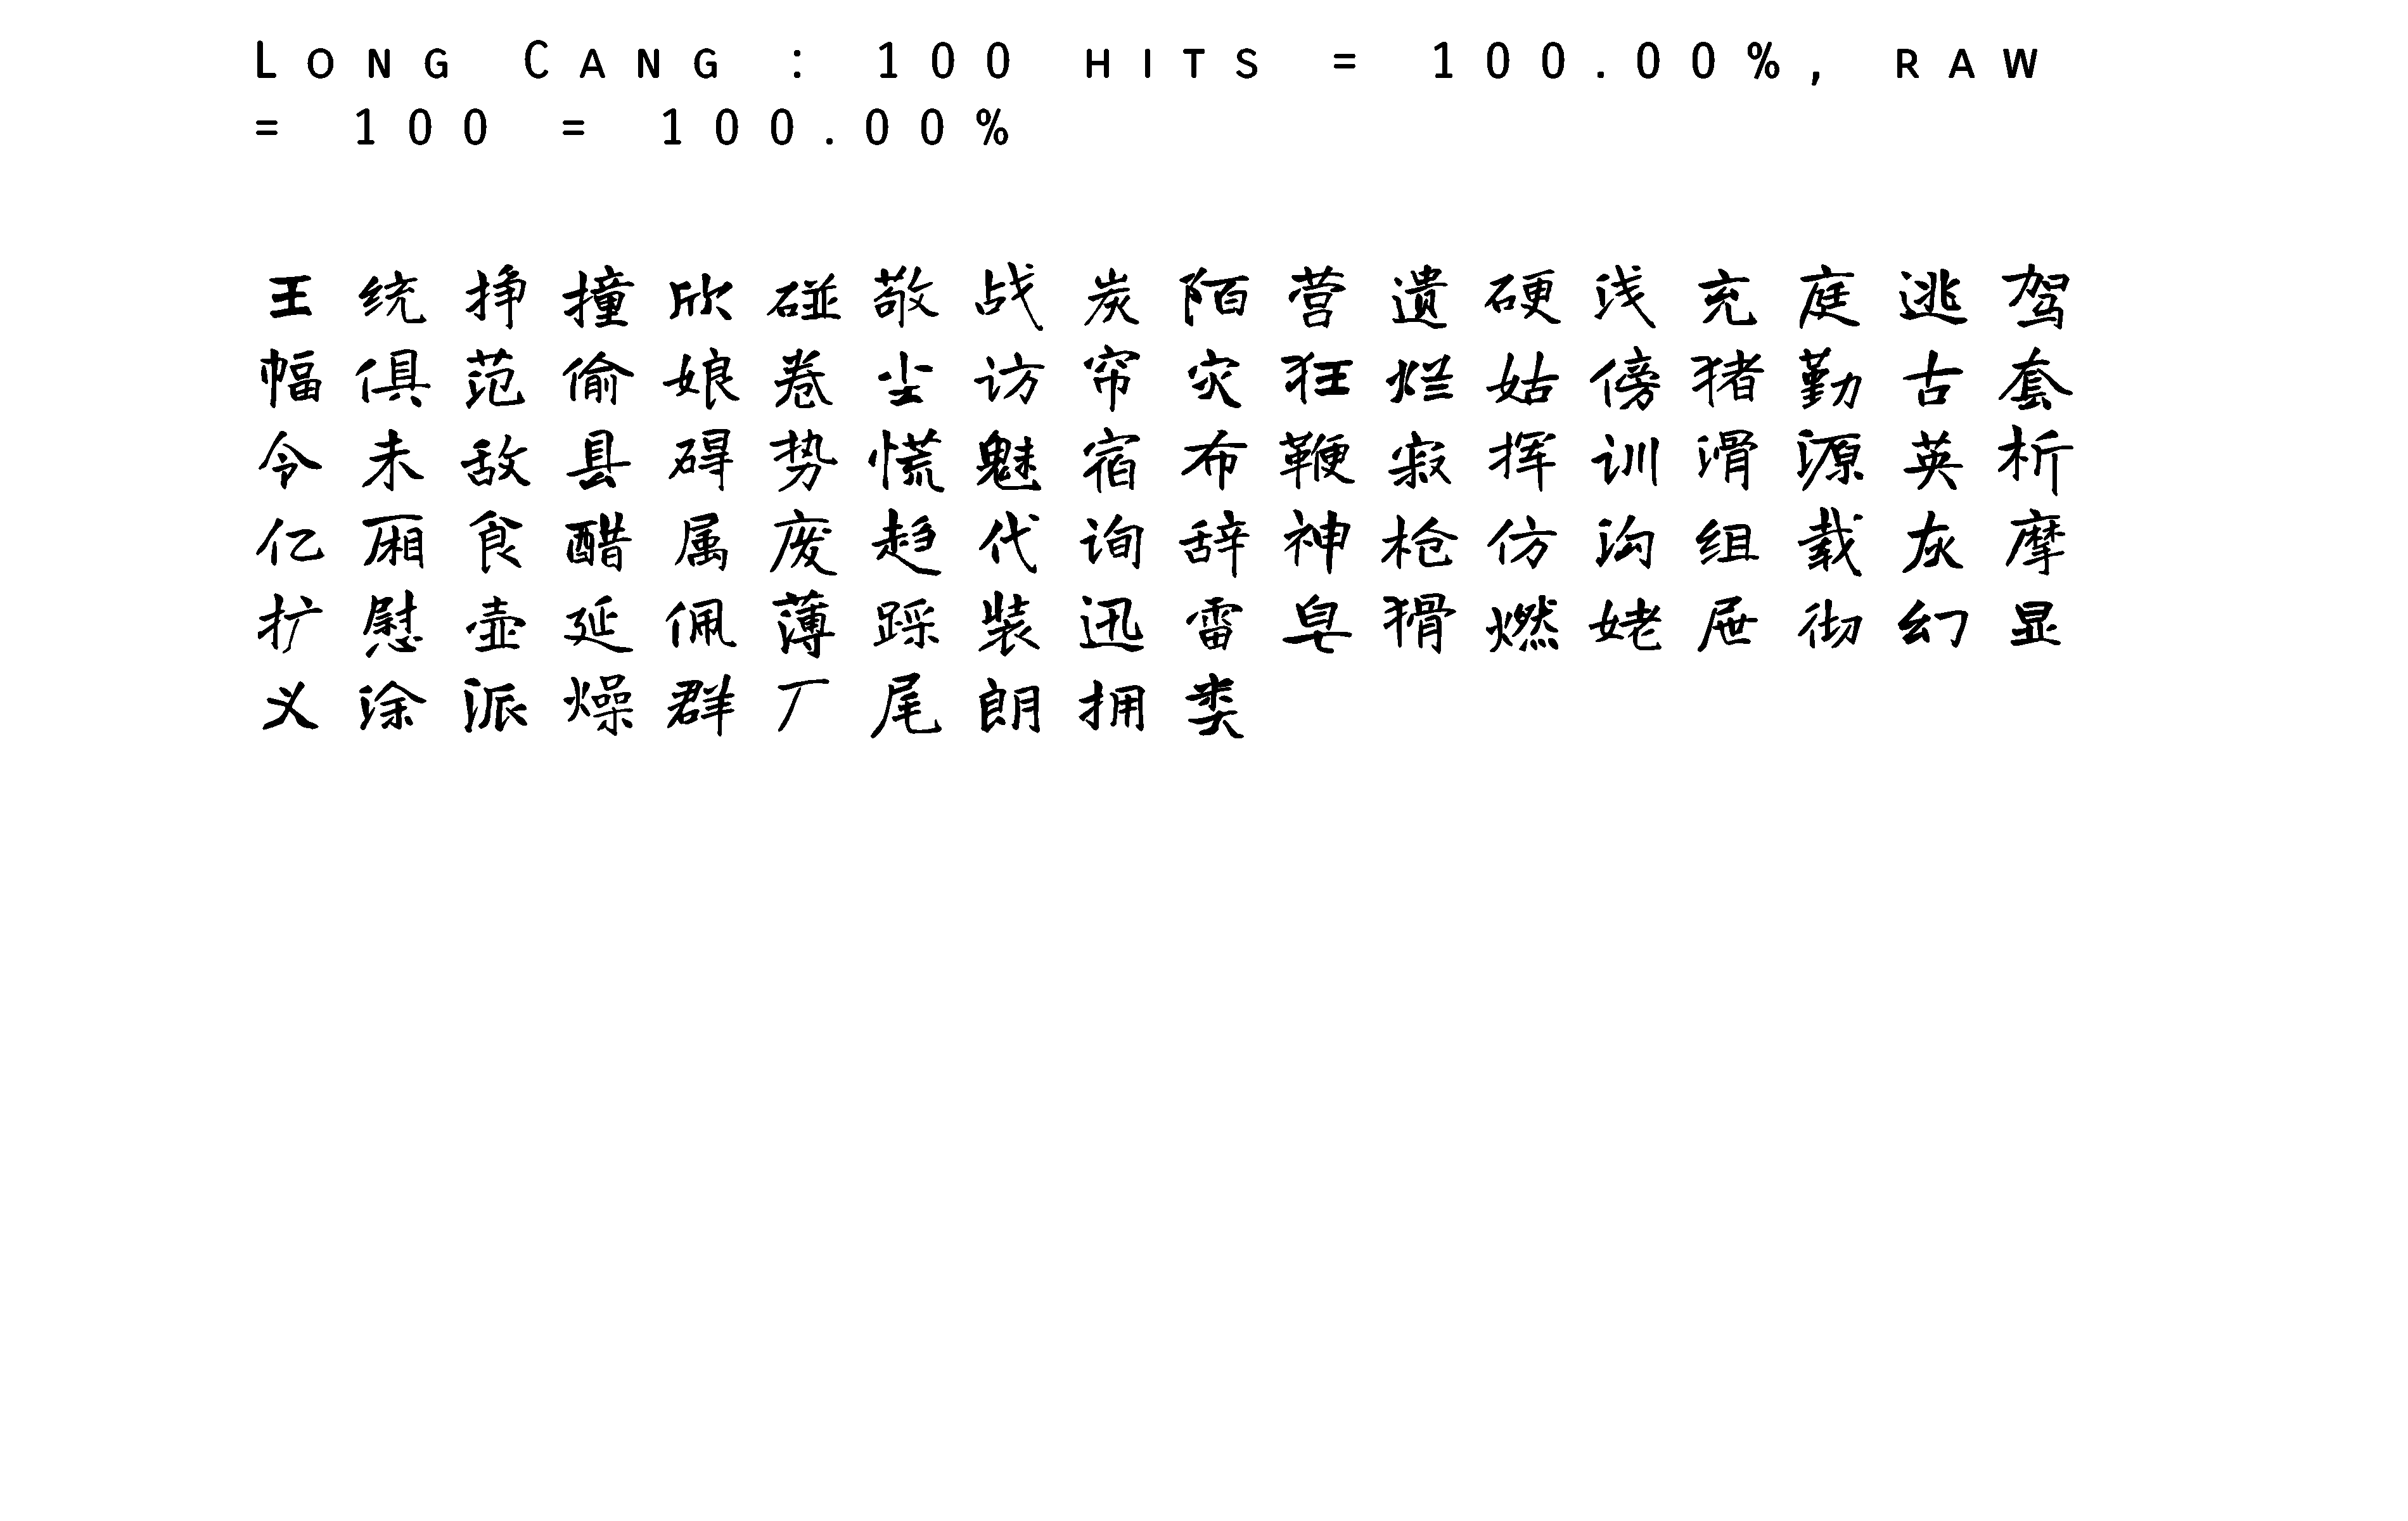 Long Cang : 100 hits = 100.00%, raw
= 100 = 100.00%
王统挣撞欣碰敬战炭陌营遗硬浅充庭逃驾
幅俱范偷娘卷尘访帘灾狂烂姑傍猪勤古套
令未敌县碍势慌魅宿布鞭寂挥训滑源英析
亿厢食醋属废趋代询辞神枪仿沟组载灰摩
扩慰壶延佩薄踩装迅雷皂猾燃姥屉彻幻显
义涂派燥群厂尾朗拥类